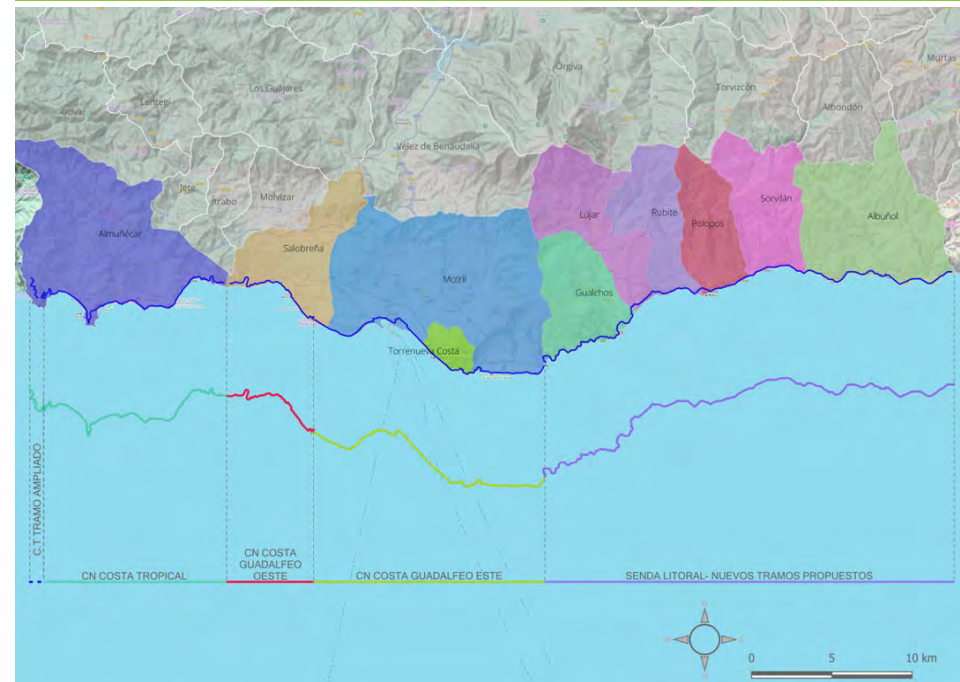 Murtas
Órgiva
Torvizcón
Los Guájares
Lentegí
Otívar
Albondón
Vélez de Benaudalla
Jete
Itrabo
Molvízar
Lújar
Rubite
Polopos
Sorvilán
Albuñol
Almuñécar
Salobreña
Motril
Gualchos
Torrenueva Costa
C.T TRAMO AMPLIADO
CN COSTA TROPICAL
CN COSTA
GUADALFEO
OESTE
CN COSTA GUADALFEO ESTE
SENDA LITORAL- NUEVOS TRAMOS PROPUESTOS
0 5 10 km